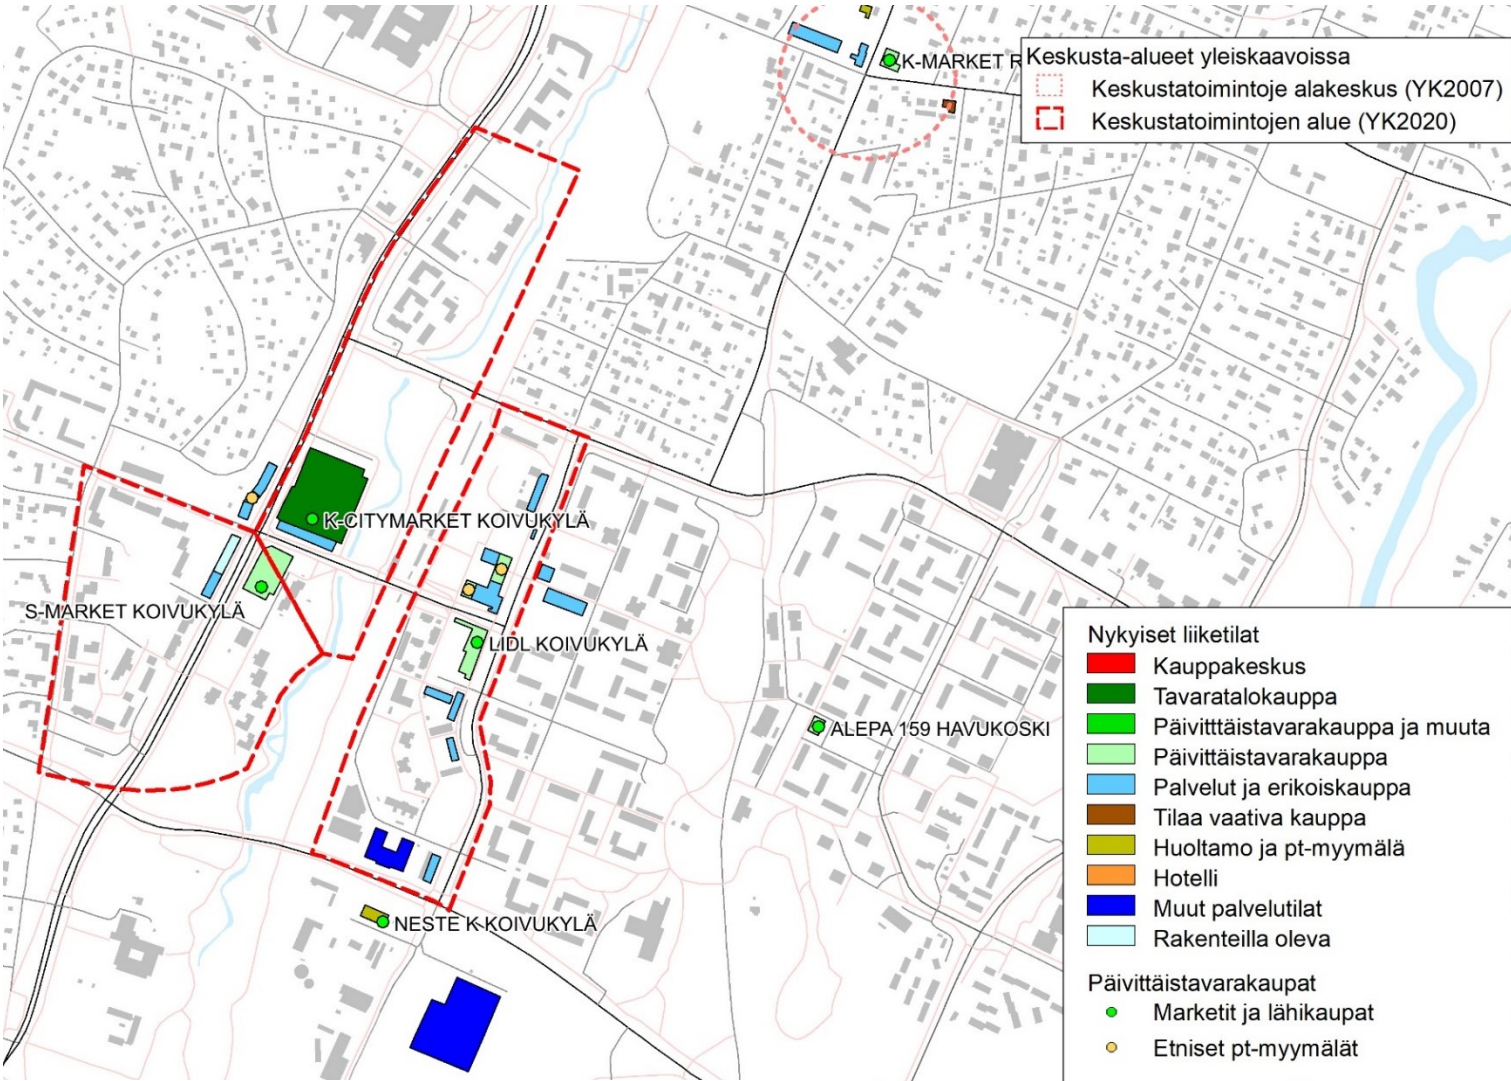 K-MARKET R
Keskusta-alueet yleiskaavoissa
Keskustatoimintoje alakeskus (YK2007)
Keskustatoimintojen alue (YK2020)
K-CITYMARKET KOIVUKYLÄ
S-MARKET KOIVUKYLÄ
LIDL KOIVUKYLÄ
ALEPA 159 HAVUKOSKI
NESTE K KOIVUKYLÄ
Nykyiset liiketilat
Kauppakeskus
Tavaratalokauppa
Päivitttäistavarakauppa ja muuta
Päivittäistavarakauppa
Palvelut ja erikoiskauppa
Tilaa vaativa kauppa
Huoltamo ja pt-myymälä
Hotelli
Muut palvelutilat
Rakenteilla oleva
Päivittäistavarakaupat
Marketit ja lähikaupat
Etniset pt-myymälät